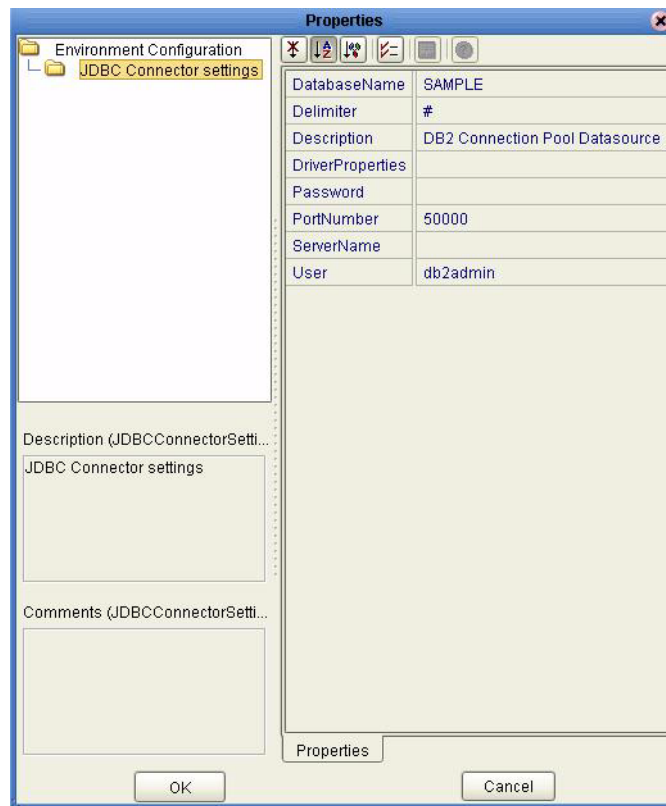 Properties
Environment Configuration
JDBC Connector settings
DatabaseName SAMPLE
Delimiter #
Description DB2 Connection Pool Datasource
DriverProperties
Password
PortNumber 50000
ServerName
User db2admin
Description (JDBCConnectorSetti...
JDBC Connector settings
Comments (JDBCConnectorSetti...
Properties
OK Cancel